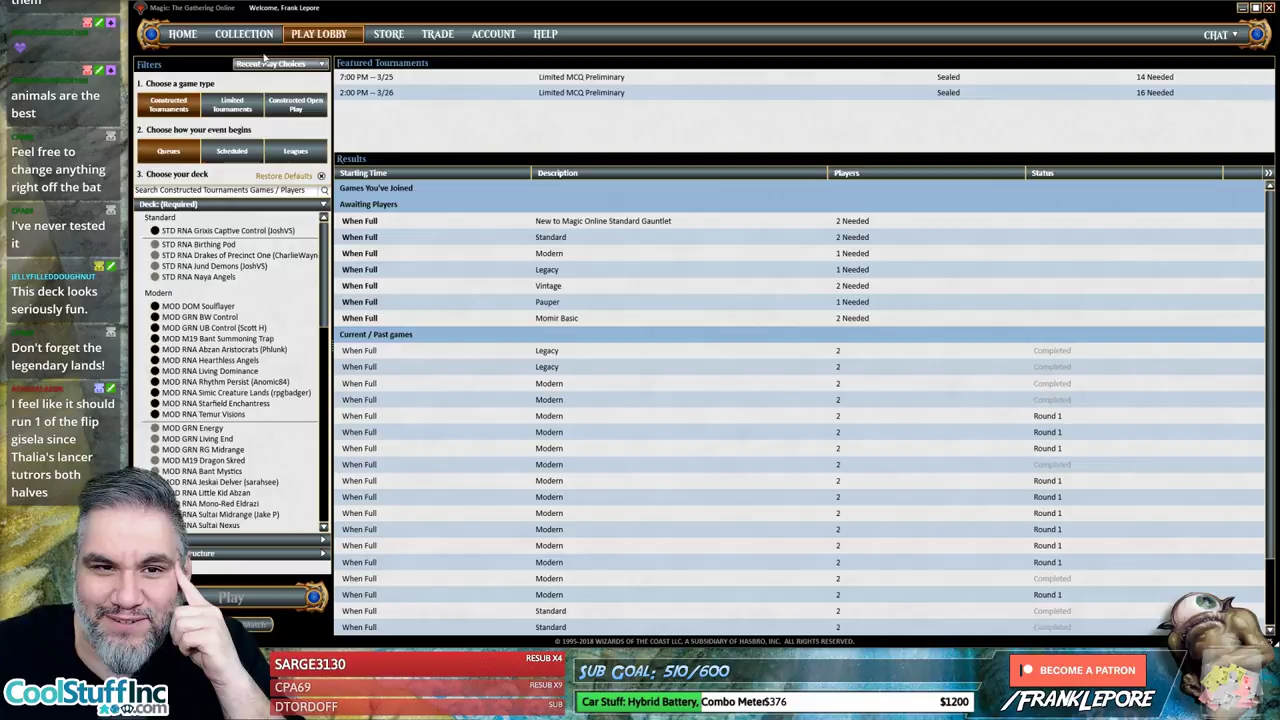 them
Magic: The Gathering Online
Welcome, Frank Lepore
HOME
COLLECTION
PLAY LOBBY
STORE
TRADE
ACCOUNT
HELP
CHAT
animals are the
best
Feel free to
change anything
right off the bat
CPA69
I've never tested
it
JELLYFILLEDDOUGHNUT
This deck looks
seriously fun.
Don't forget the
legendary lands!
I feel like it should
run 1 of the flip
gisela since
Thalia's lancer
tutrors both
halves
Filters
Recent Play Choices
1. Choose a game type
Constructed
Tournaments
Limited
Tournaments
Constructed Open
Play
2. Choose how your event begins
Queues
Scheduled
Leagues
3. Choose your deck
Restore Defaults
Search Constructed Tournaments Games / Players
Deck: (Required)
Standard
STD RNA Grixis Captive Control (JoshVS)
STD RNA Birthing Pod
STD RNA Drakes of Precinct One (CharlieWayn
STD RNA Jund Demons (JoshVS)
STD RNA Naya Angels
Modern
MOD DOM Soulflayer
MOD GRN BW Control
MOD GRN UB Control (Scott H)
MOD M19 Bant Summoning Trap
MOD RNA Abzan Aristocrats (Phlunk)
MOD RNA Hearthless Angels
MOD RNA Living Dominance
MOD RNA Rhythm Persist (Anomic84)
MOD RNA Simic Creature Lands (rpgbadger)
MOD RNA Starfield Enchantress
MOD RNA Temur Visions
MOD GRN Energy
MOD GRN Living End
MOD GRN RG Midrange
MOD M19 Dragon Skred
MOD RNA Bant Mystics
MOD RNA Jeskai Delver (sarahsee)
OD RNA Little Kid Abzan
RNA Mono-Red Eldrazi
RNA Sultai Midrange (Jake P)
RNA Sultai Nexus
ructure
Play
Match
Featured Tournaments
7:00 PM -- 3/25 Limited MCQ Preliminary Sealed 14 Needed
2:00 PM -- 3/26 Limited MCQ Preliminary Sealed 16 Needed
Results
Starting Time Description Players Status
Games You've Joined
Awaiting Players
When Full New to Magic Online Standard Gauntlet 2 Needed
When Full Standard 2 Needed
When Full Modern 1 Needed
When Full Legacy 1 Needed
When Full Vintage 2 Needed
When Full Pauper 1 Needed
When Full Momir Basic 2 Needed
Current / Past games
When Full Legacy 2 Completed
When Full Legacy 2 Completed
When Full Modern 2 Completed
When Full Modern 2 Completed
When Full Modern 2 Round 1
When Full Modern 2 Round 1
When Full Modern 2 Round 1
When Full Modern 2 Completed
When Full Modern 2 Round 1
When Full Modern 2 Round 1
When Full Modern 2 Round 1
When Full Modern 2 Round 1
When Full Modern 2 Round 1
When Full Modern 2 Round 1
When Full Modern 2 Completed
When Full Modern 2 Round 1
When Full Standard 2 Completed
When Full Standard 2 Completed
© 1995-2018 WIZARDS OF THE COAST LLC, A SUBSIDIARY OF HASBRO, INC. ALL RIGHTS RESERVED.
CoolStuffInc
.com
SARGE3130 RESUB X4
CPA69 RESUB X9
DTORDOFF SUB
SUB GOAL: 510/600
Car Stuff: Hybrid Battery, Combo Meter $376 $1200
BECOME A PATRON
/FRANKLEPORE